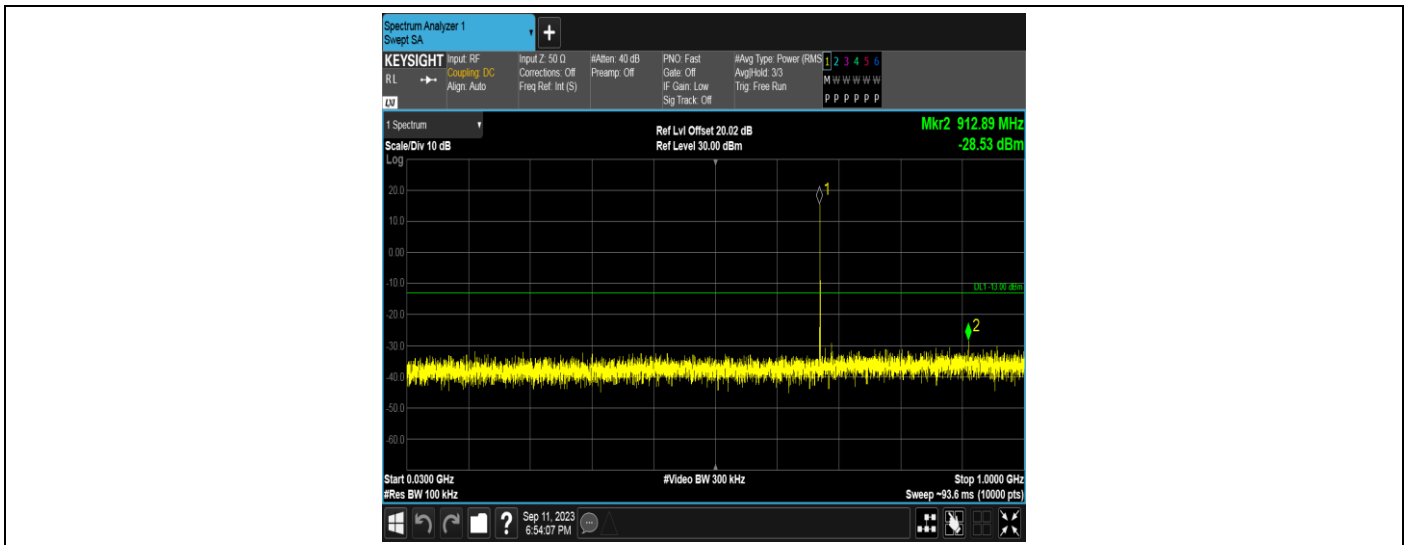 Spectrum Analyzer 1
Swept SA
+
KEYSIGHT
RL
LXI
Input: RF
Coupling: DC
Align: Auto
Input Z: 50 Ω
Corrections: Off
Freq Ref: Int (S)
#Atten: 40 dB
Preamp: Off
PNO: Fast
Gate: Off
IF Gain: Low
Sig Track: Off
#Avg Type: Power (RMS
Avg|Hold: 3/3
Trig: Free Run
1 2 3 4 5 6
M W W W W W
P P P P P P
1 Spectrum
Scale/Div 10 dB
Ref Lvl Offset 20.02 dB
Ref Level 30.00 dBm
Mkr2 912.89 MHz
-28.53 dBm
Log
20.0
10.0
0.00
-10.0
-20.0
-30.0
-40.0
-50.0
-60.0
1
DL1 -13.00 dBm
2
Start 0.0300 GHz
#Res BW 100 kHz
#Video BW 300 kHz
Stop 1.0000 GHz
Sweep ~93.6 ms (10000 pts)
?
Sep 11, 2023
6:54:07 PM